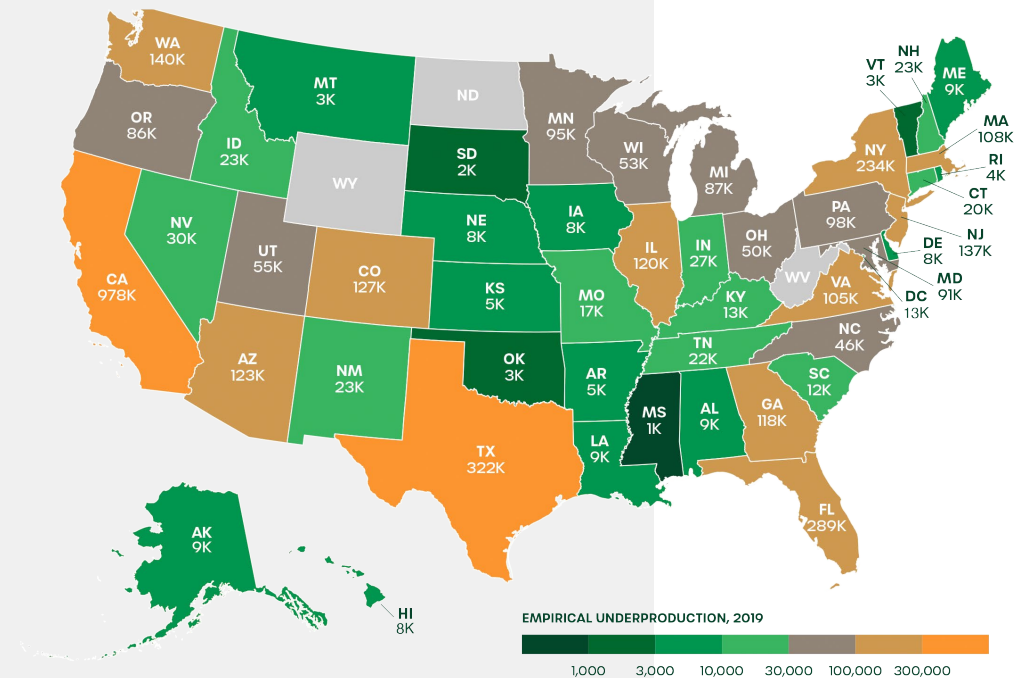 WA
140K
OR
86K
CA
978K
ID
23K
NV
30K
MT
3K
WY
UT
55K
AZ
123K
CO
127K
NM
23K
ND
SD
2K
NE
8K
KS
5K
OK
3K
TX
322K
MN
95K
IA
8K
MO
17K
AR
5K
LA
9K
WI
53K
IL
120K
MI
87K
IN
27K
OH
50K
KY
13K
TN
22K
MS
1K
AL
9K
GA
118K
FL
289K
SC
12K
NC
46K
VA
105K
WV
PA
98K
NY
234K
VT
3K
NH
23K
ME
9K
MA
108K
RI
4K
CT
20K
NJ
137K
DE
8K
MD
91K
DC
13K
AK
9K
HI
8K
EMPIRICAL UNDERPRODUCTION, 2019
1,000 3,000 10,000 30,000 100,000 300,000